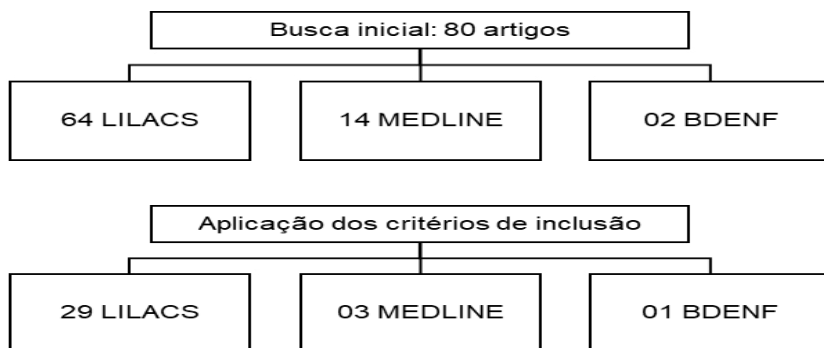 Busca inicial: 80 artigos
64 LILACS
14 MEDLINE
02 BDENF
Aplicação dos critérios de inclusão
29 LILACS
03 MEDLINE
01 BDENF